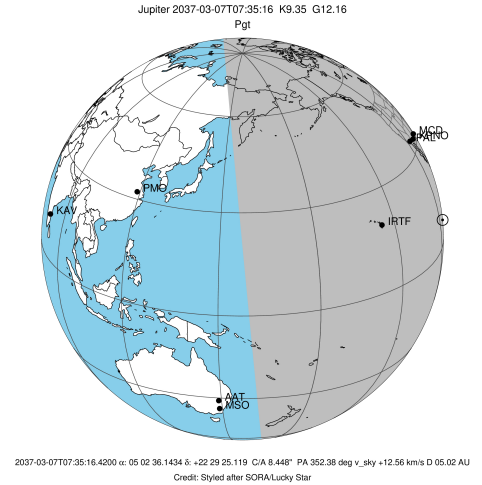 Jupiter 2037-03-07T07:35:16  K9.35  G12.16
Pgt
MCD
PMO
KAV
IRTF
AAT
MSO
2037-03-07T07:35:16.4200 α: 05 02 36.1434 δ: +22 29 25.119  C/A 8.448"  PA 352.38 deg v_sky +12.56 km/s D 05.02 AU
Credit: Styled after SORA/Lucky Star